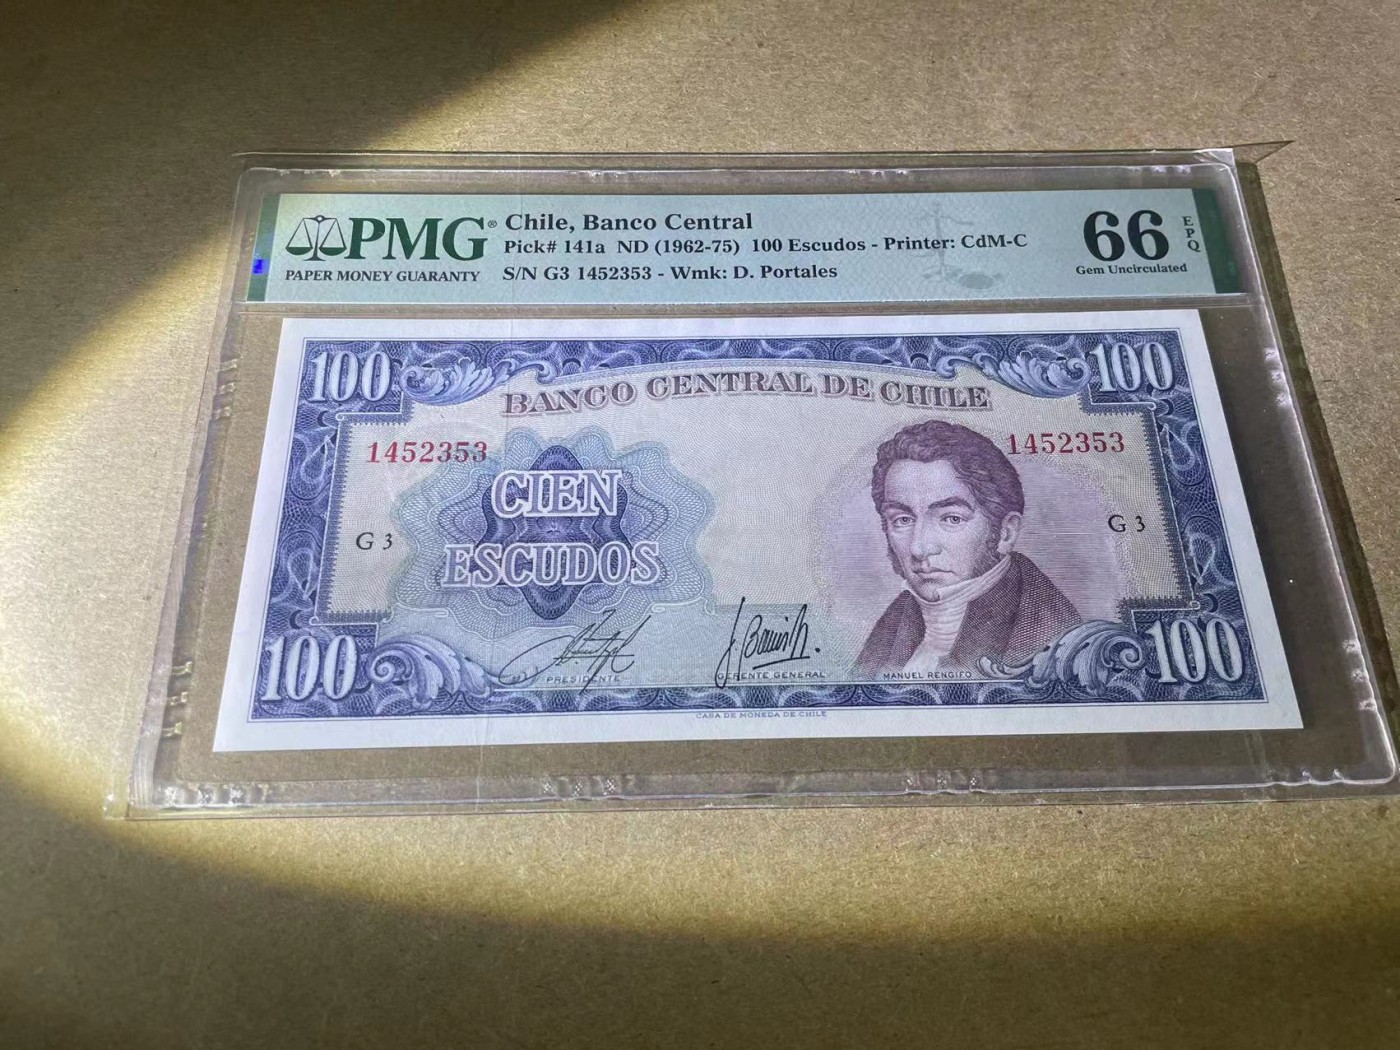 PMG®
PAPER MONEY GUARANTY
Chile, Banco Central
Pick# 141a ND (1962-75) 100 Escudos - Printer: CdM-C
S/N G3 1452353 - Wmk: D. Portales
66
EPQ
Gem Uncirculated
100
100
BANCO CENTRAL DE CHILE
1452353
1452353
CIEN
ESCUDOS
G 3
G 3
100
100
PRESIDENTE
GERENTE GENERAL
MANUEL RENGIFO
CASA DE MONEDA DE CHILE